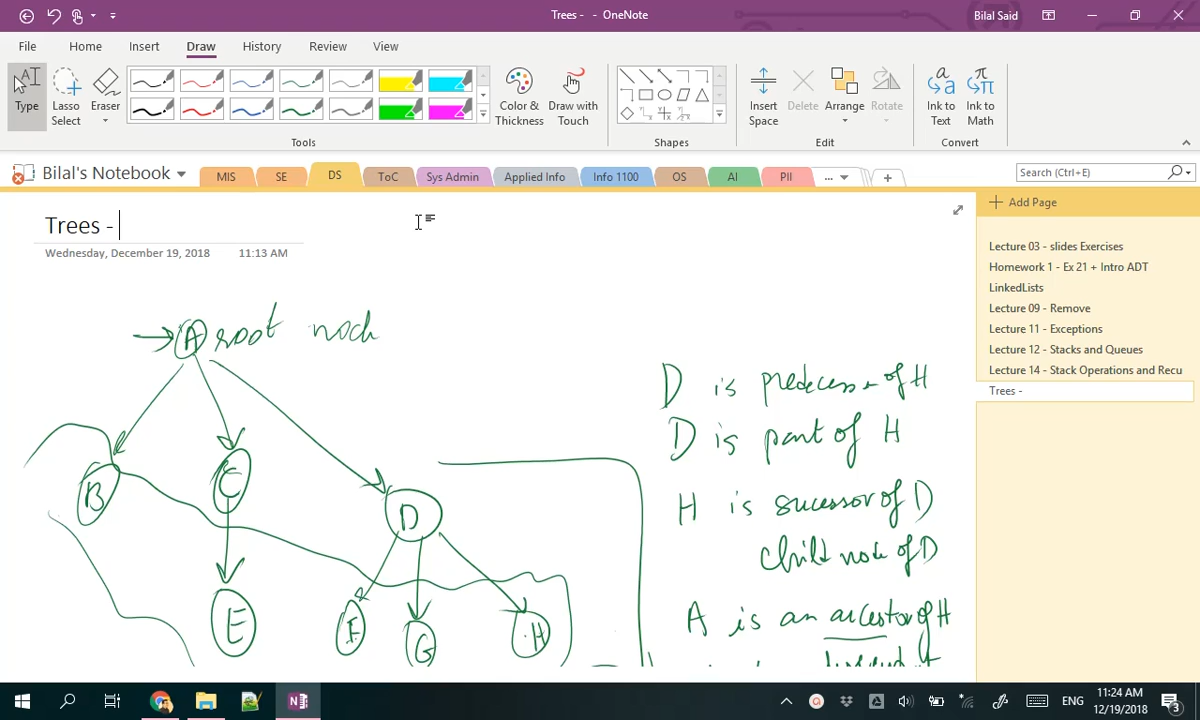 Trees -   - OneNote
Bilal Said
File Home Insert Draw History Review View
Type
Lasso Select
Eraser
Color & Thickness
Draw with Touch
Insert Space
Delete
Arrange
Rotate
Ink to Text
Ink to Math
Tools
Shapes
Edit
Convert
Bilal's Notebook
MIS SE DS ToC Sys Admin Applied Info Info 1100 OS AI PII ...
Search (Ctrl+E)
Add Page
Trees -
Wednesday, December 19, 2018 11:13 AM
Lecture 03 - slides Exercises
Homework 1 - Ex 21 + Intro ADT
LinkedLists
Lecture 09 - Remove
Lecture 11 - Exceptions
Lecture 12 - Stacks and Queues
Lecture 14 - Stack Operations and Recu
Trees -
A root node
B C D
E F G H
D is predecessor of H
D is part of H
H is sucessor of D
child node of D
A is an ancestor of H
ENG
11:24 AM
12/19/2018
3